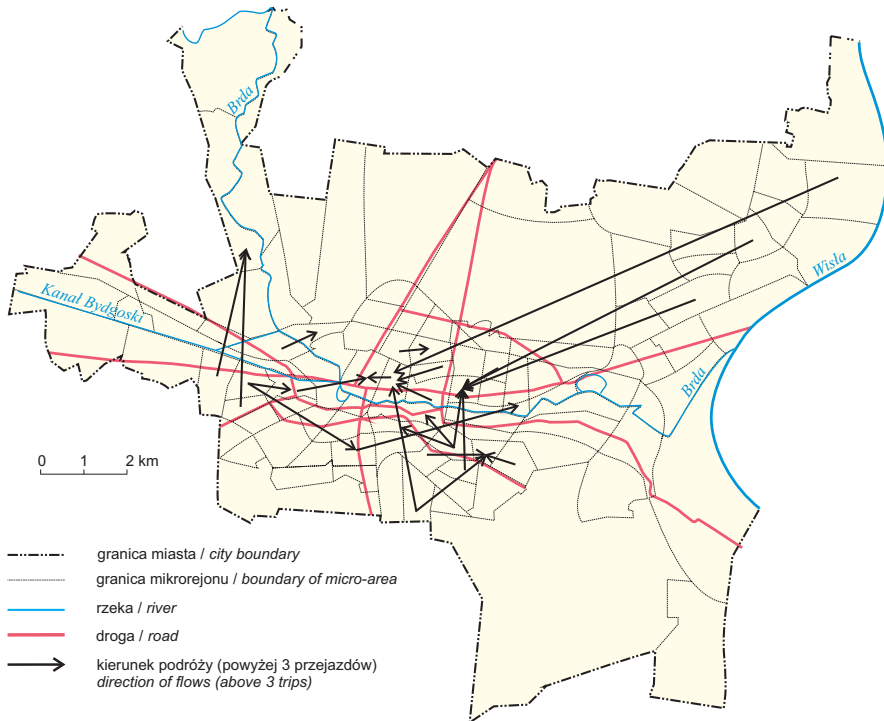 Brda
Wisła
Kanał Bydgoski
Brda
0 1 2 km
granica miasta / city boundary
granica mikrorejonu / boundary of micro-area
rzeka / river
droga / road
kierunek podróży (powyżej 3 przejazdów)
direction of flows (above 3 trips)